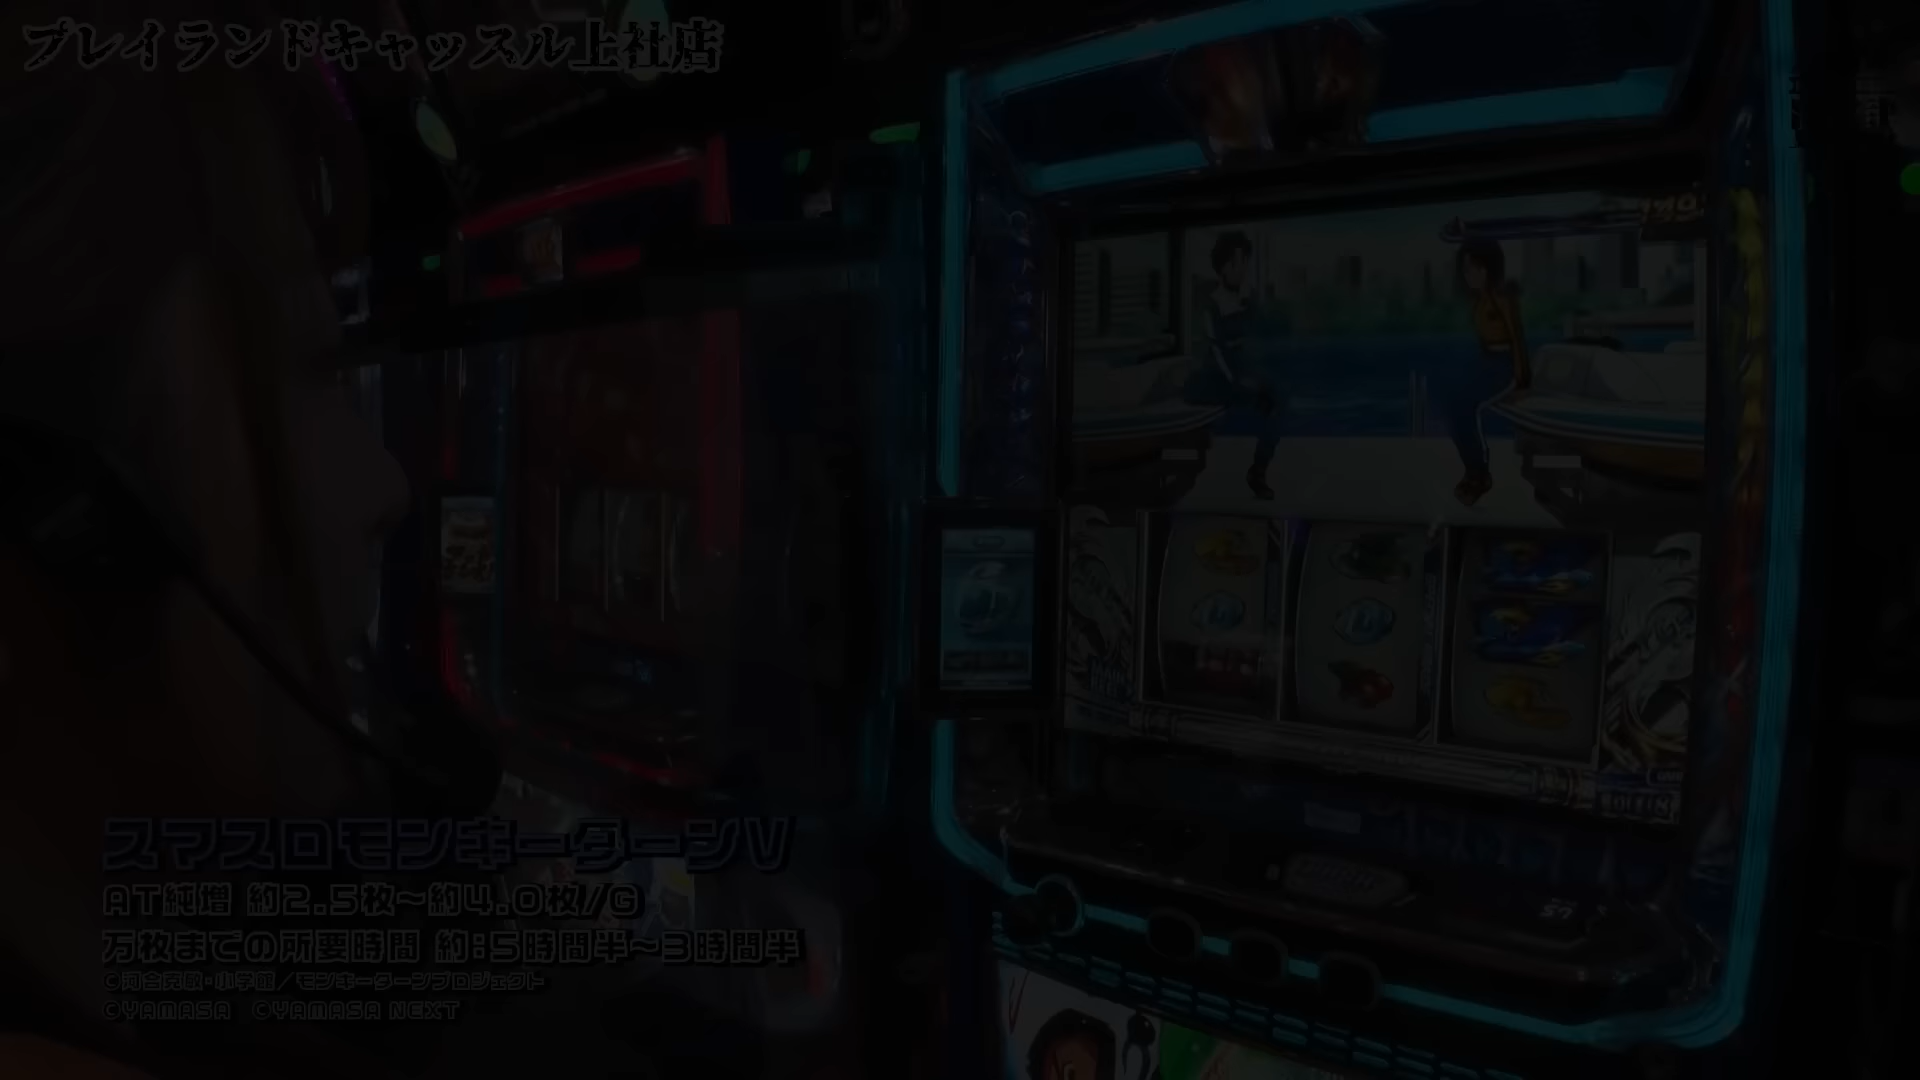 プレイランドキャッスル上社店
スマスロモンキーターンV
AT純増 約2.5枚～約4.0枚/G
万枚までの所要時間 約:5時間半～3時間半
©河合克敏・小学館／モンキーターンプロジェクト
©YAMASA ©YAMASA NEXT